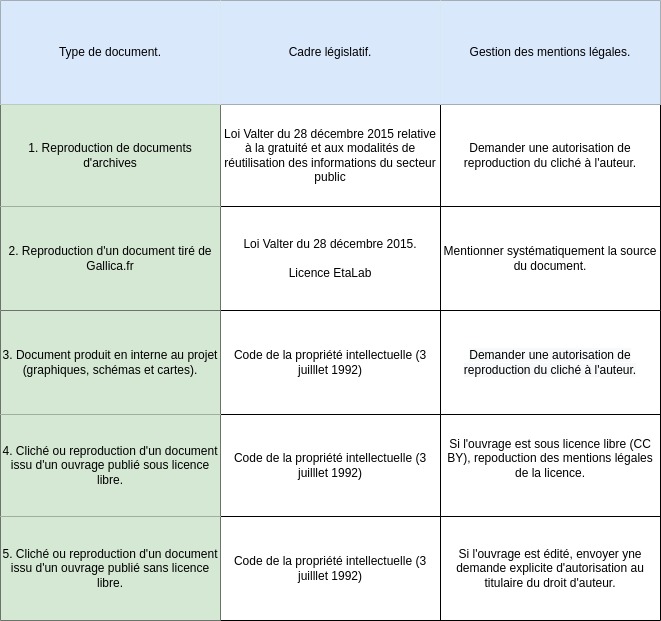 Type de document.
Cadre législatif.
Gestion des mentions légales.
1. Reproduction de documents
d'archives
Loi Valter du 28 décembre 2015 relative
à la gratuité et aux modalités de
réutilisation des informations du secteur
public
Demander une autorisation de
reproduction du cliché à l'auteur.
2. Reproduction d'un document tiré de
Gallica.fr
Loi Valter du 28 décembre 2015.
Licence EtaLab
Mentionner systématiquement la source
du document.
3. Document produit en interne au projet
(graphiques, schémas et cartes).
Code de la propriété intellectuelle (3
juilllet 1992)
Demander une autorisation de
reproduction du cliché à l'auteur.
4. Cliché ou reproduction d'un document
issu d'un ouvrage publié sous licence
libre.
Code de la propriété intellectuelle (3
juilllet 1992)
Si l'ouvrage est sous licence libre (CC
BY), repoduction des mentions légales
de la licence.
5. Cliché ou reproduction d'un document
issu d'un ouvrage publié sans licence
libre.
Code de la propriété intellectuelle (3
juilllet 1992)
Si l'ouvrage est édité, envoyer yne
demande explicite d'autorisation au
titulaire du droit d'auteur.